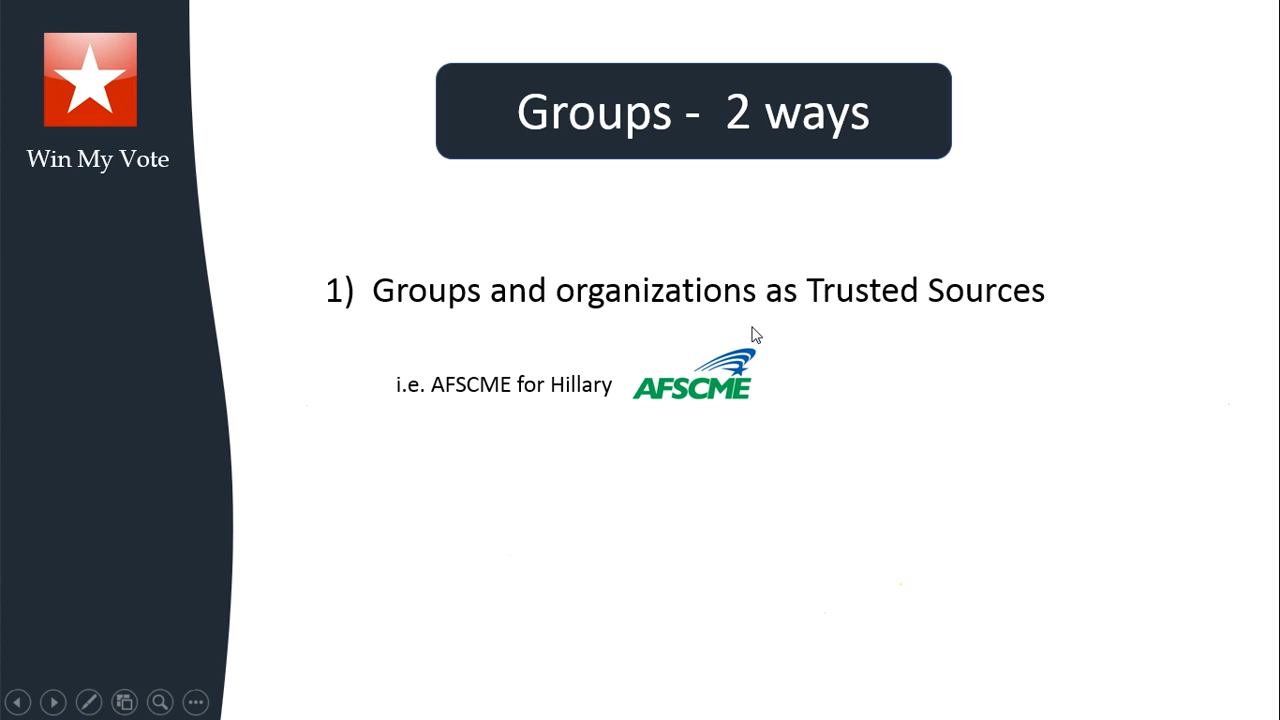 Win My Vote
Groups - 2 ways
1) Groups and organizations as Trusted Sources
i.e. AFSCME for Hillary
AFSCME